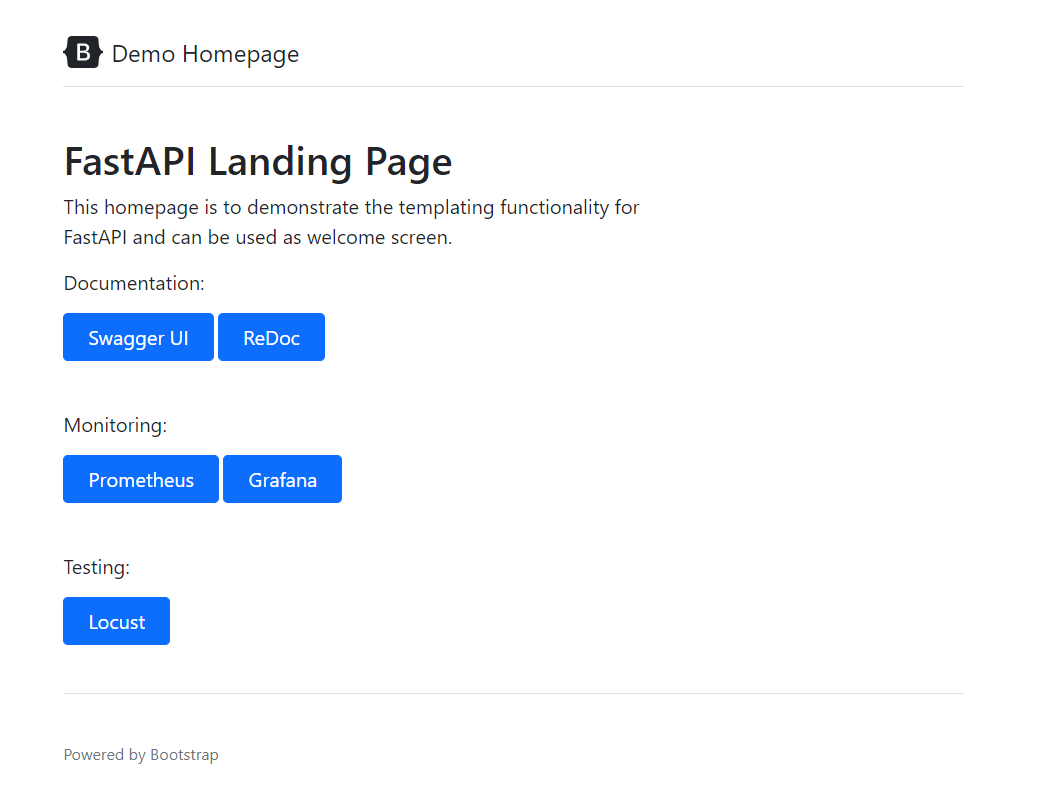 B Demo Homepage
FastAPI Landing Page
This homepage is to demonstrate the templating functionality for
FastAPI and can be used as welcome screen.
Documentation:
Swagger UI ReDoc
Monitoring:
Prometheus Grafana
Testing:
Locust
Powered by Bootstrap